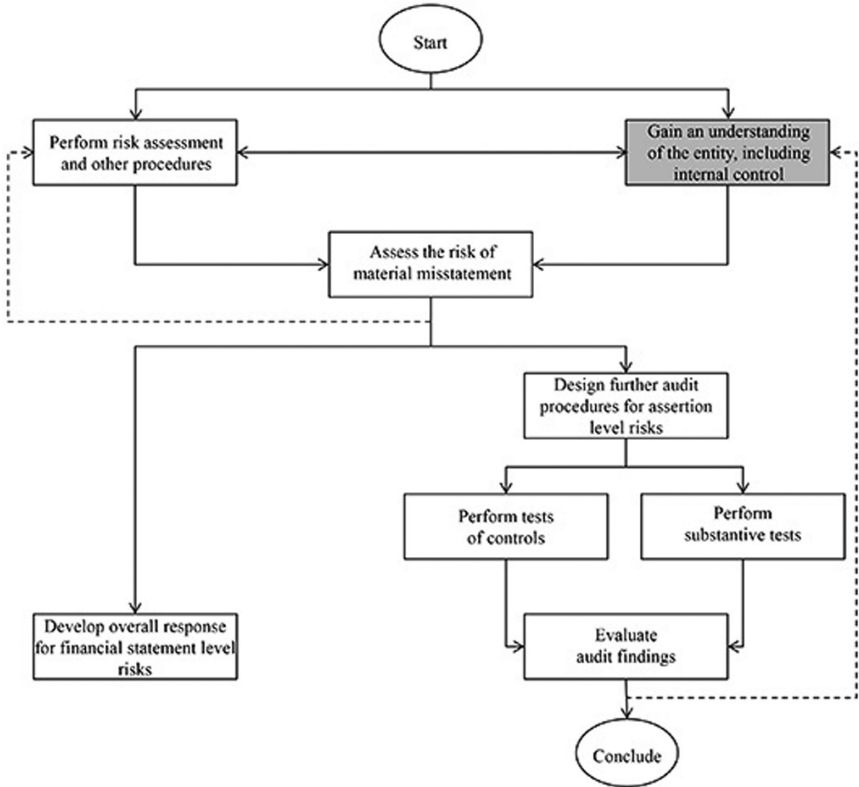 Start
Perform risk assessment
and other procedures
Gain an understanding
of the entity, including
internal control
Assess the risk of
material misstatement
Design further audit
procedures for assertion
level risks
Perform tests
of controls
Perform
substantive tests
Develop overall response
for financial statement level
risks
Evaluate
audit findings
Conclude